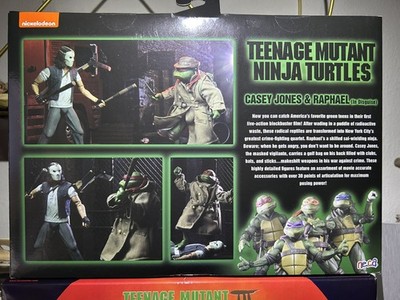 nickelodeon
TEENAGE MUTANT
NINJA TURTLES
CASEY JONES & RAPHAEL (In Disguise)
Now you can catch America's favorite green teens in their first
live-action blockbuster film! After wading in a puddle of radioactive
waste, these radical reptiles are transformed into New York City's
greatest crime-fighting quartet. Raphael's a skilled sai-wielding ninja.
Beware: when he gets angry, you don't want to be around. Casey Jones,
the masked vigilante, carries a golf bag on his back filled with clubs,
bats, and sticks...makeshift weapons in his war against crime. These
highly detailed figures feature an assortment of movie accurate
accessories with over 30 points of articulation for maximum
posing power!
neca
TEENAGE MUTANT